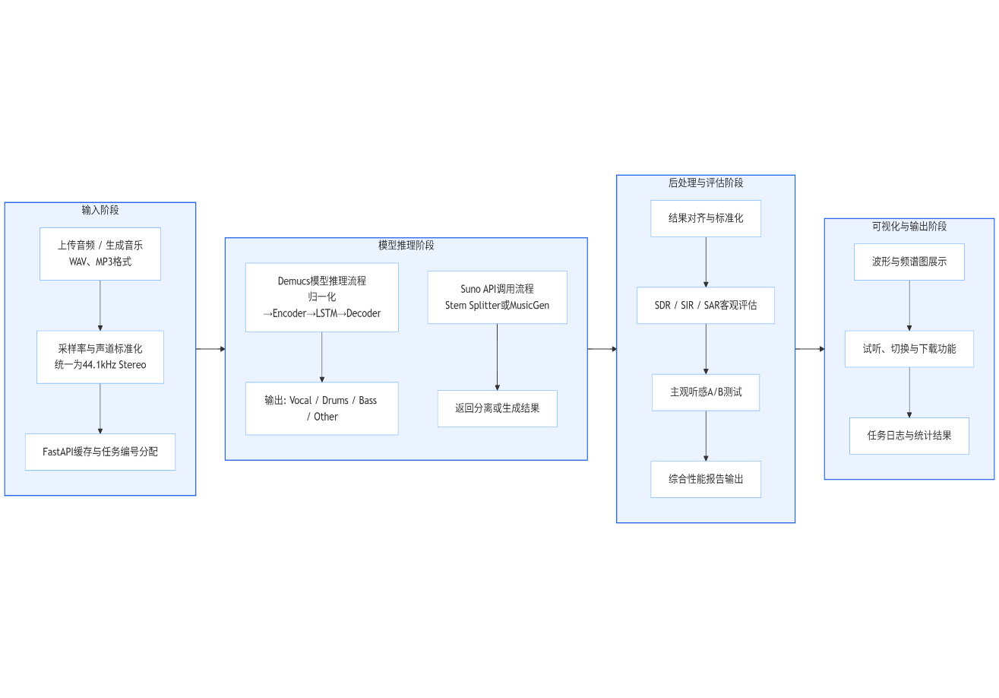 输入阶段
上传音频 / 生成音乐
WAV、MP3格式
采样率与声道标准化
统一为44.1kHz Stereo
FastAPI缓存与任务编号分配
模型推理阶段
Demucs模型推理流程
归一化
→Encoder→LSTM→Decoder
输出: Vocal / Drums / Bass
/ Other
Suno API调用流程
Stem Splitter或MusicGen
返回分离或生成结果
后处理与评估阶段
结果对齐与标准化
SDR / SIR / SAR客观评估
主观听感A/B测试
综合性能报告输出
可视化与输出阶段
波形与频谱图展示
试听、切换与下载功能
任务日志与统计结果